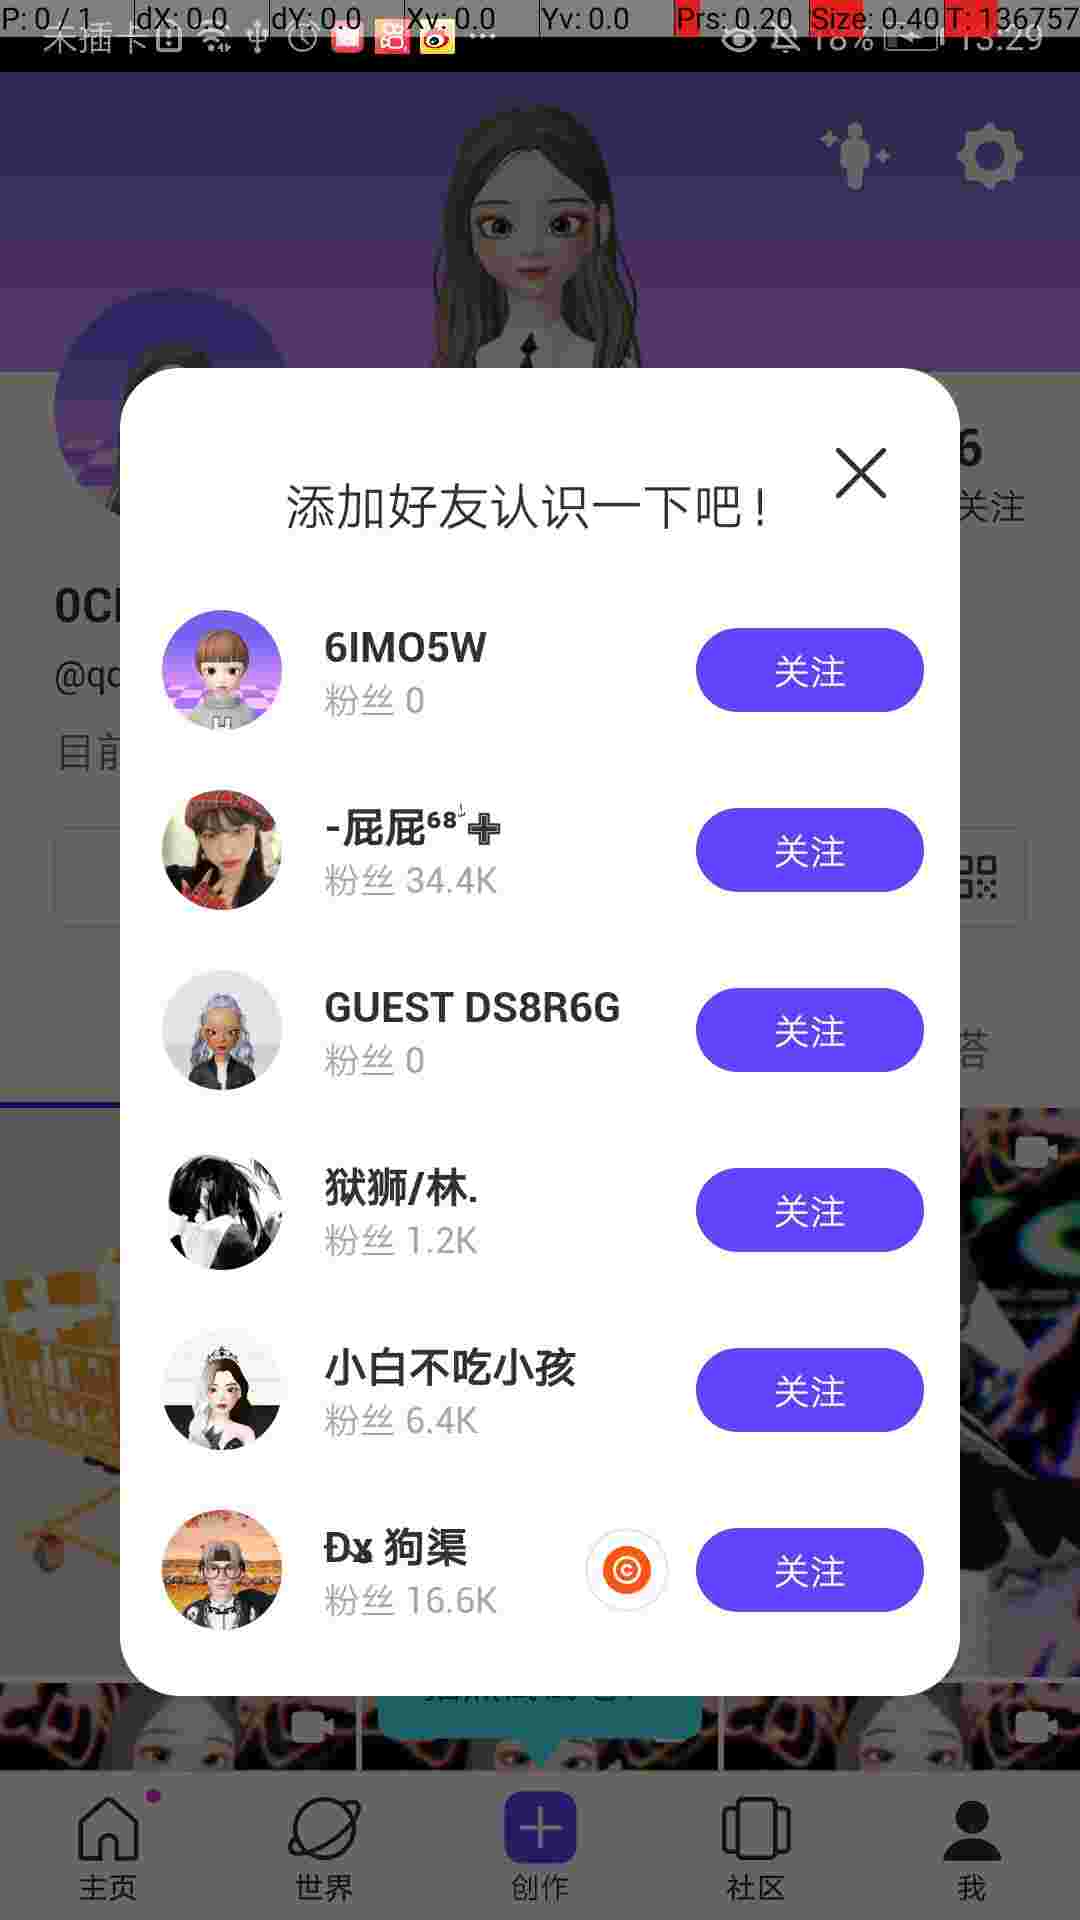 P: 0 / 1 dX: 0.0 dY: 0.0 Xv: 0.0 Yv: 0.0 Prs: 0.20 Size: 0.40 T: 136757
未插卡 18% 13:29
6
关注
添加好友认识一下吧!
@qc
目前
6IMO5W
粉丝 0
关注
-屁屁⁶⁸
粉丝 34.4K
关注
GUEST DS8R6G
粉丝 0
关注
狱狮/林.
粉丝 1.2K
关注
小白不吃小孩
粉丝 6.4K
关注
狗渠
粉丝 16.6K
关注
主页
世界
创作
社区
我